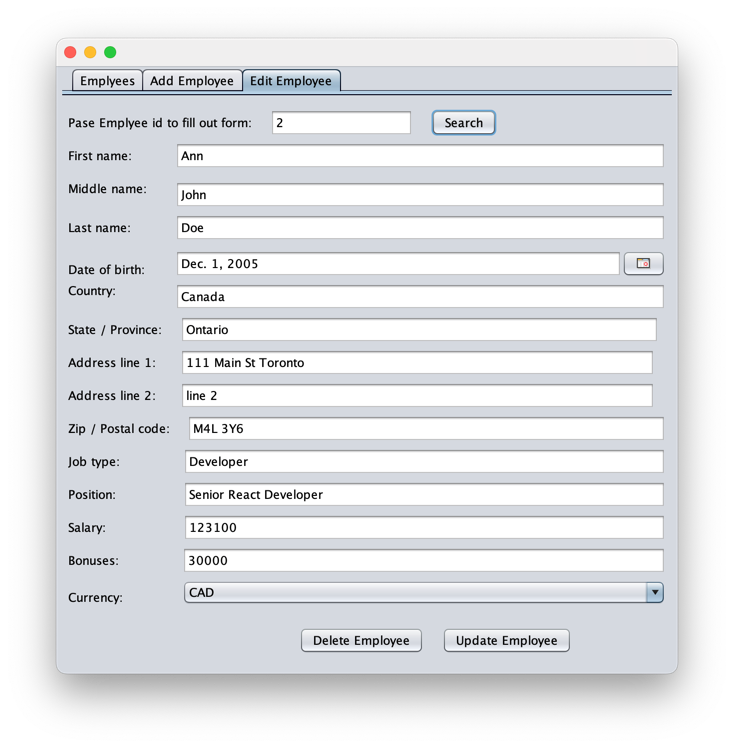 Emplyees Add Employee Edit Employee
Pase Emplyee id to fill out form: 2 Search
First name: Ann
Middle name: John
Last name: Doe
Date of birth: Dec. 1, 2005
Country: Canada
State / Province: Ontario
Address line 1: 111 Main St Toronto
Address line 2: line 2
Zip / Postal code: M4L 3Y6
Job type: Developer
Position: Senior React Developer
Salary: 123100
Bonuses: 30000
Currency: CAD
Delete Employee Update Employee